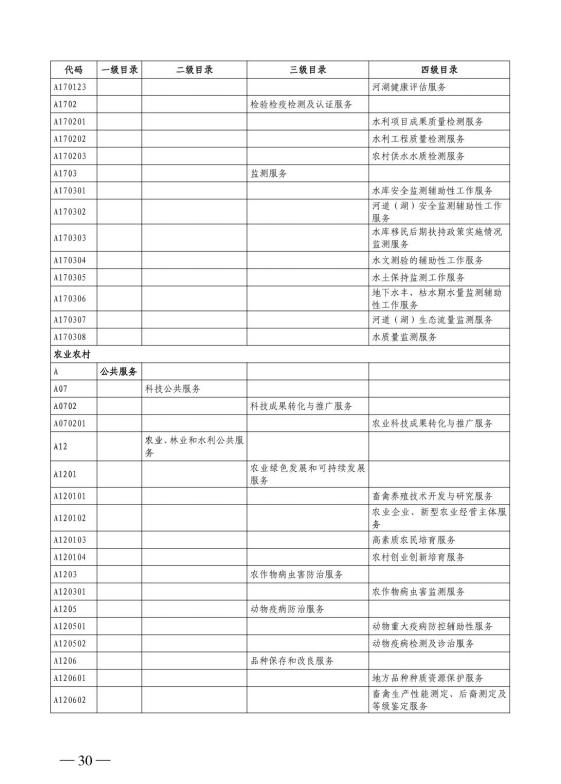 代码 一级目录 二级目录 三级目录 四级目录
A170123 河湖健康评估服务
A1702 检验检疫检测及认证服务
A170201 水利项目成果质量检测服务
A170202 水利工程质量检测服务
A170203 农村供水水质检测服务
A1703 监测服务
A170301 水库安全监测辅助性工作服务
A170302 河道（湖）安全监测辅助性工作
服务
A170303 水库移民后期扶持政策实施情况
监测服务
A170304 水文测验的辅助性工作服务
A170305 水土保持监测工作服务
A170306 地下水丰、枯水期水量监测辅助
性工作服务
A170307 河道（湖）生态流量监测服务
A170308 水质量监测服务
农业农村
A 公共服务
A07 科技公共服务
A0702 科技成果转化与推广服务
A070201 农业科技成果转化与推广服务
A12 农业、林业和水利公共服
务
A1201 农业绿色发展和可持续发展
服务
A120101 畜禽养殖技术开发与研究服务
A120102 农业企业、新型农业经营主体服
务
A120103 高素质农民培育服务
A120104 农村创业创新培育服务
A1203 农作物病虫害防治服务
A120301 农作物病虫害监测服务
A1205 动物疫病防治服务
A120501 动物重大疫病防控辅助性服务
A120502 动物疫病检测及诊治服务
A1206 品种保存和改良服务
A120601 地方品种种质资源保护服务
A120602 畜禽生产性能测定、后裔测定及
等级鉴定服务
— 30 —